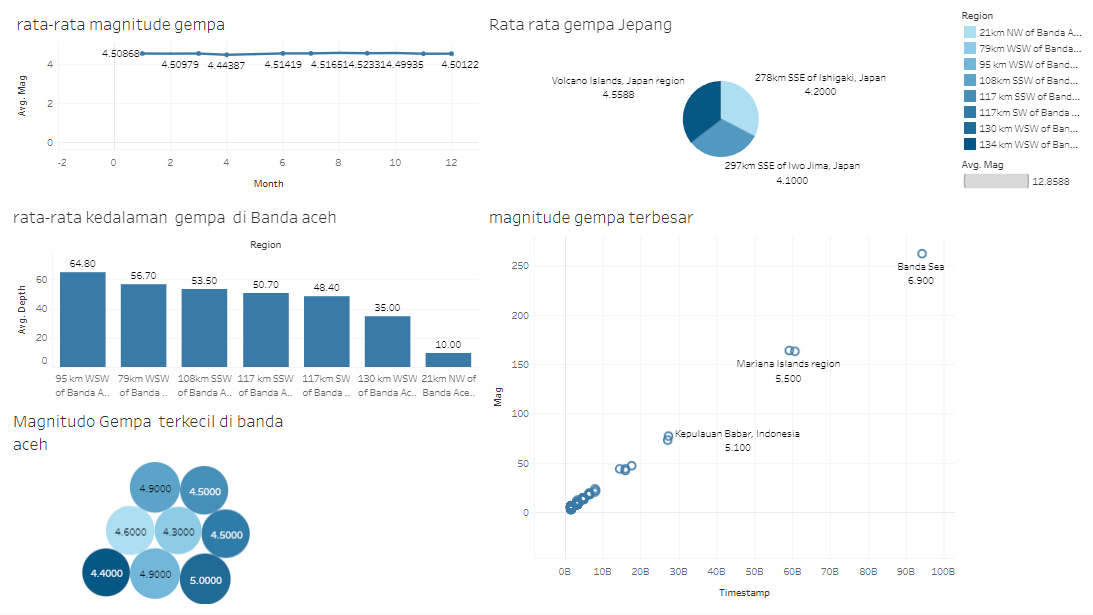 rata-rata magnitude gempa
4.50868
4.50979
4.44387
4.51419
4.51651
4.52331
4.49935
4.50122
Avg. Mag
4
2
0
-2
0
2
4
6
8
10
12
Month
Rata rata gempa Jepang
Volcano Islands, Japan region
4.5588
278km SSE of Ishigaki, Japan
4.2000
297km SSE of Iwo Jima, Japan
4.1000
Region
21km NW of Banda A...
79km WSW of Banda...
95 km WSW of Band...
108km SSW of Band...
117 km SSW of Band...
117km SW of Banda ...
130 km WSW of Ban...
134 km WSW of Ban...
Avg. Mag
12.8588
rata-rata kedalaman gempa di Banda aceh
Region
Avg. Depth
60
40
20
0
64.80
56.70
53.50
50.70
48.40
35.00
10.00
95 km WSW
of Banda A..
79km WSW
of Banda ..
108km SSW
of Banda A..
117 km SSW
of Banda A..
117km SW
of Banda ..
130 km WSW
of Banda Ac..
21km NW of
Banda Ace..
magnitude gempa terbesar
Mag
250
200
150
100
50
0
Banda Sea
6.900
Mariana Islands region
5.500
Kepulauan Babar, Indonesia
5.100
0B
10B
20B
30B
40B
50B
60B
70B
80B
90B
100B
Timestamp
Magnitudo Gempa terkecil di banda
aceh
4.9000
4.5000
4.6000
4.3000
4.5000
4.4000
4.9000
5.0000